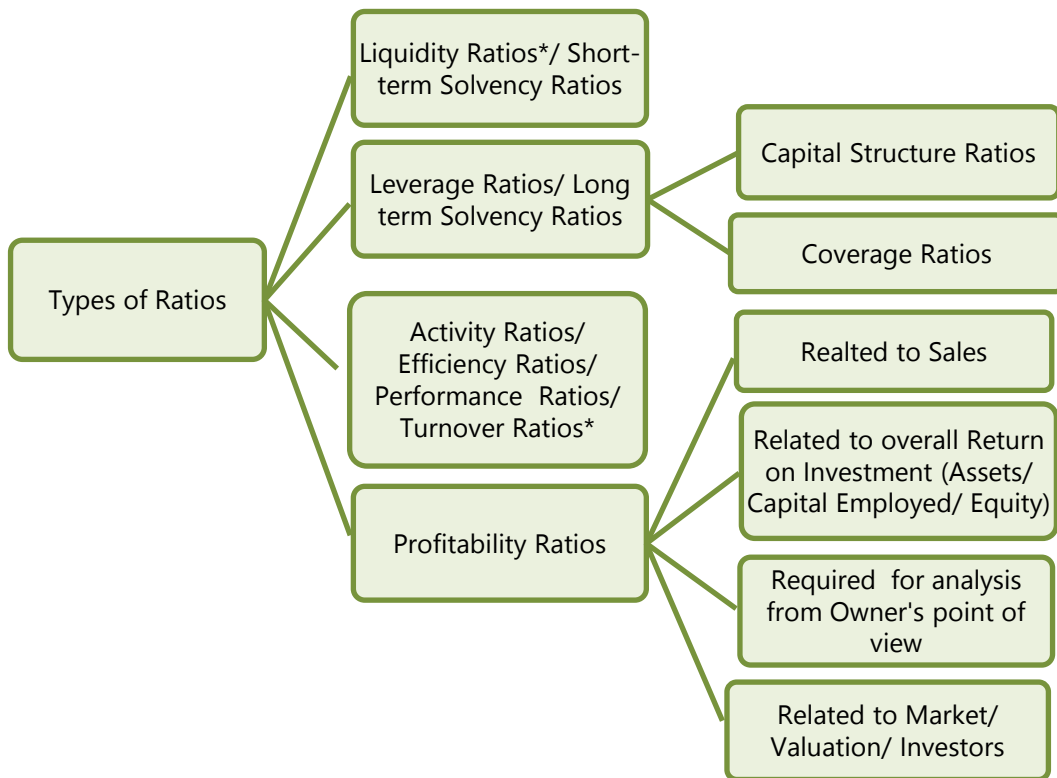 Types of Ratios
Liquidity Ratios*/ Short-
term Solvency Ratios
Leverage Ratios/ Long
term Solvency Ratios
Capital Structure Ratios
Coverage Ratios
Activity Ratios/
Efficiency Ratios/
Performance Ratios/
Turnover Ratios*
Profitability Ratios
Realted to Sales
Related to overall Return
on Investment (Assets/
Capital Employed/ Equity)
Required for analysis
from Owner's point of
view
Related to Market/
Valuation/ Investors